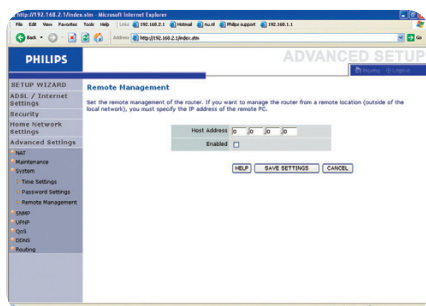 http://192.168.2.1/index.stm - Microsoft Internet Explorer
File Edit View Favorites Tools Help Links 192.168.2.1 Hotmail nu.nl Philips support 192.168.1.1
Back Address http://192.168.2.1/index.stm Go
PHILIPS
ADVANCED SETUP
Home Logout
SETUP WIZARD
ADSL / Internet Settings
Security
Home Network Settings
Advanced Settings
NAT
Maintenance
System
Time Settings
Password Settings
Remote Management
SNMP
UPNP
QoS
DDNS
Routing
Remote Management
Set the remote management of the router. If you want to manage the router from a remote location (outside of the
local network), you must specify the IP address of the remote PC.
Host Address 0 .0 .0 .0
Enabled
HELP SAVE SETTINGS CANCEL